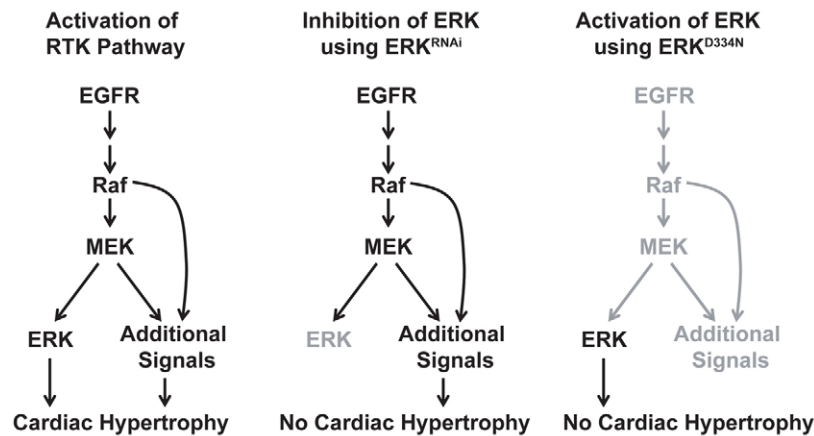 Activation of
RTK Pathway
EGFR
Raf
MEK
ERK
Additional
Signals
Cardiac Hypertrophy
Inhibition of ERK
using ERKRNAi
EGFR
Raf
MEK
ERK
Additional
Signals
No Cardiac Hypertrophy
Activation of ERK
using ERKD334N
EGFR
Raf
MEK
ERK
Additional
Signals
No Cardiac Hypertrophy